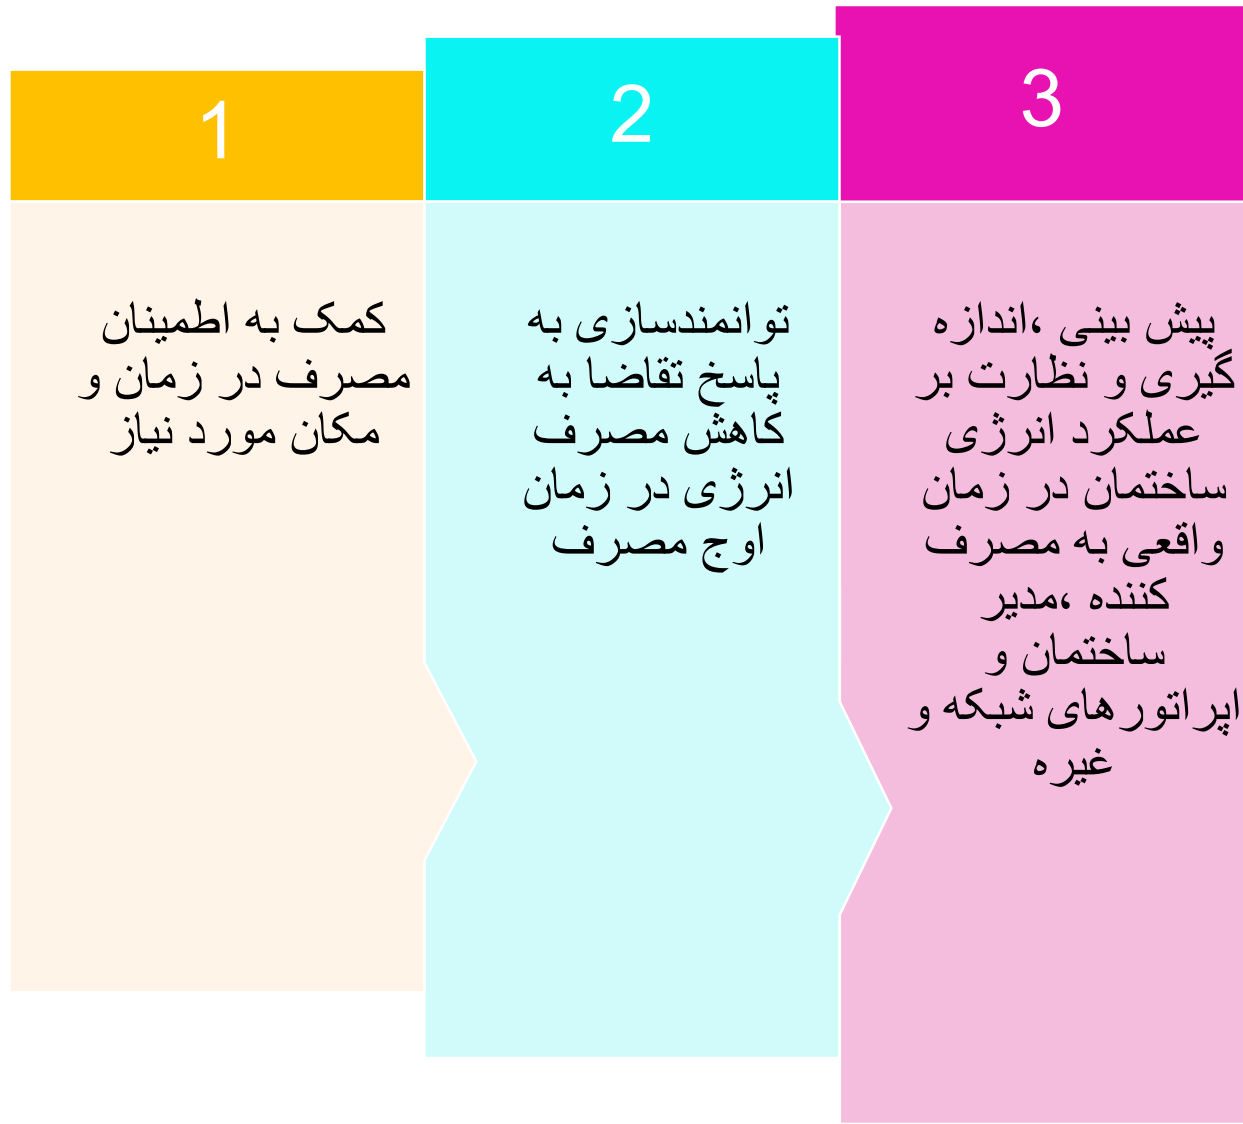 1
کمک به اطمینان
مصرف در زمان و
مکان مورد نیاز
2
توانمندسازی به
پاسخ تقاضا به
کاهش مصرف
انرژی در زمان
اوج مصرف
3
پیش بینی ،اندازه
گیری و نظارت بر
عملکرد انرژی
ساختمان در زمان
واقعی به مصرف
کننده ،مدیر
ساختمان و
اپراتورهای شبکه و
غیره